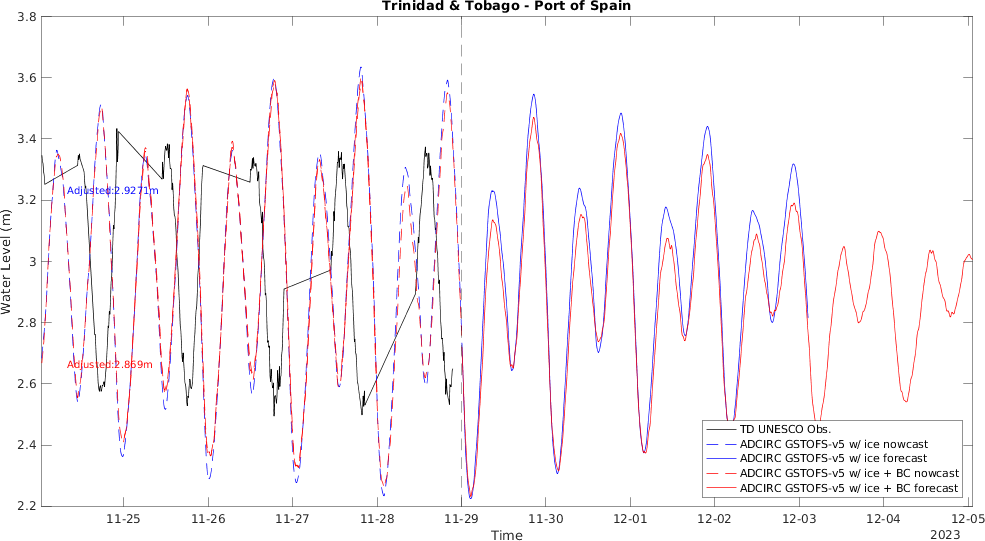 Trinidad & Tobago - Port of Spain
3.8
3.6
3.4
3.2
3
2.8
2.6
2.4
2.2
Water Level (m)
Adjusted:2.9271m
Adjusted:2.869m
TD UNESCO Obs.
ADCIRC GSTOFS-v5 w/ ice nowcast
ADCIRC GSTOFS-v5 w/ ice forecast
ADCIRC GSTOFS-v5 w/ ice + BC nowcast
ADCIRC GSTOFS-v5 w/ ice + BC forecast
11-25 11-26 11-27 11-28 11-29 11-30 12-01 12-02 12-03 12-04 12-05
Time
2023